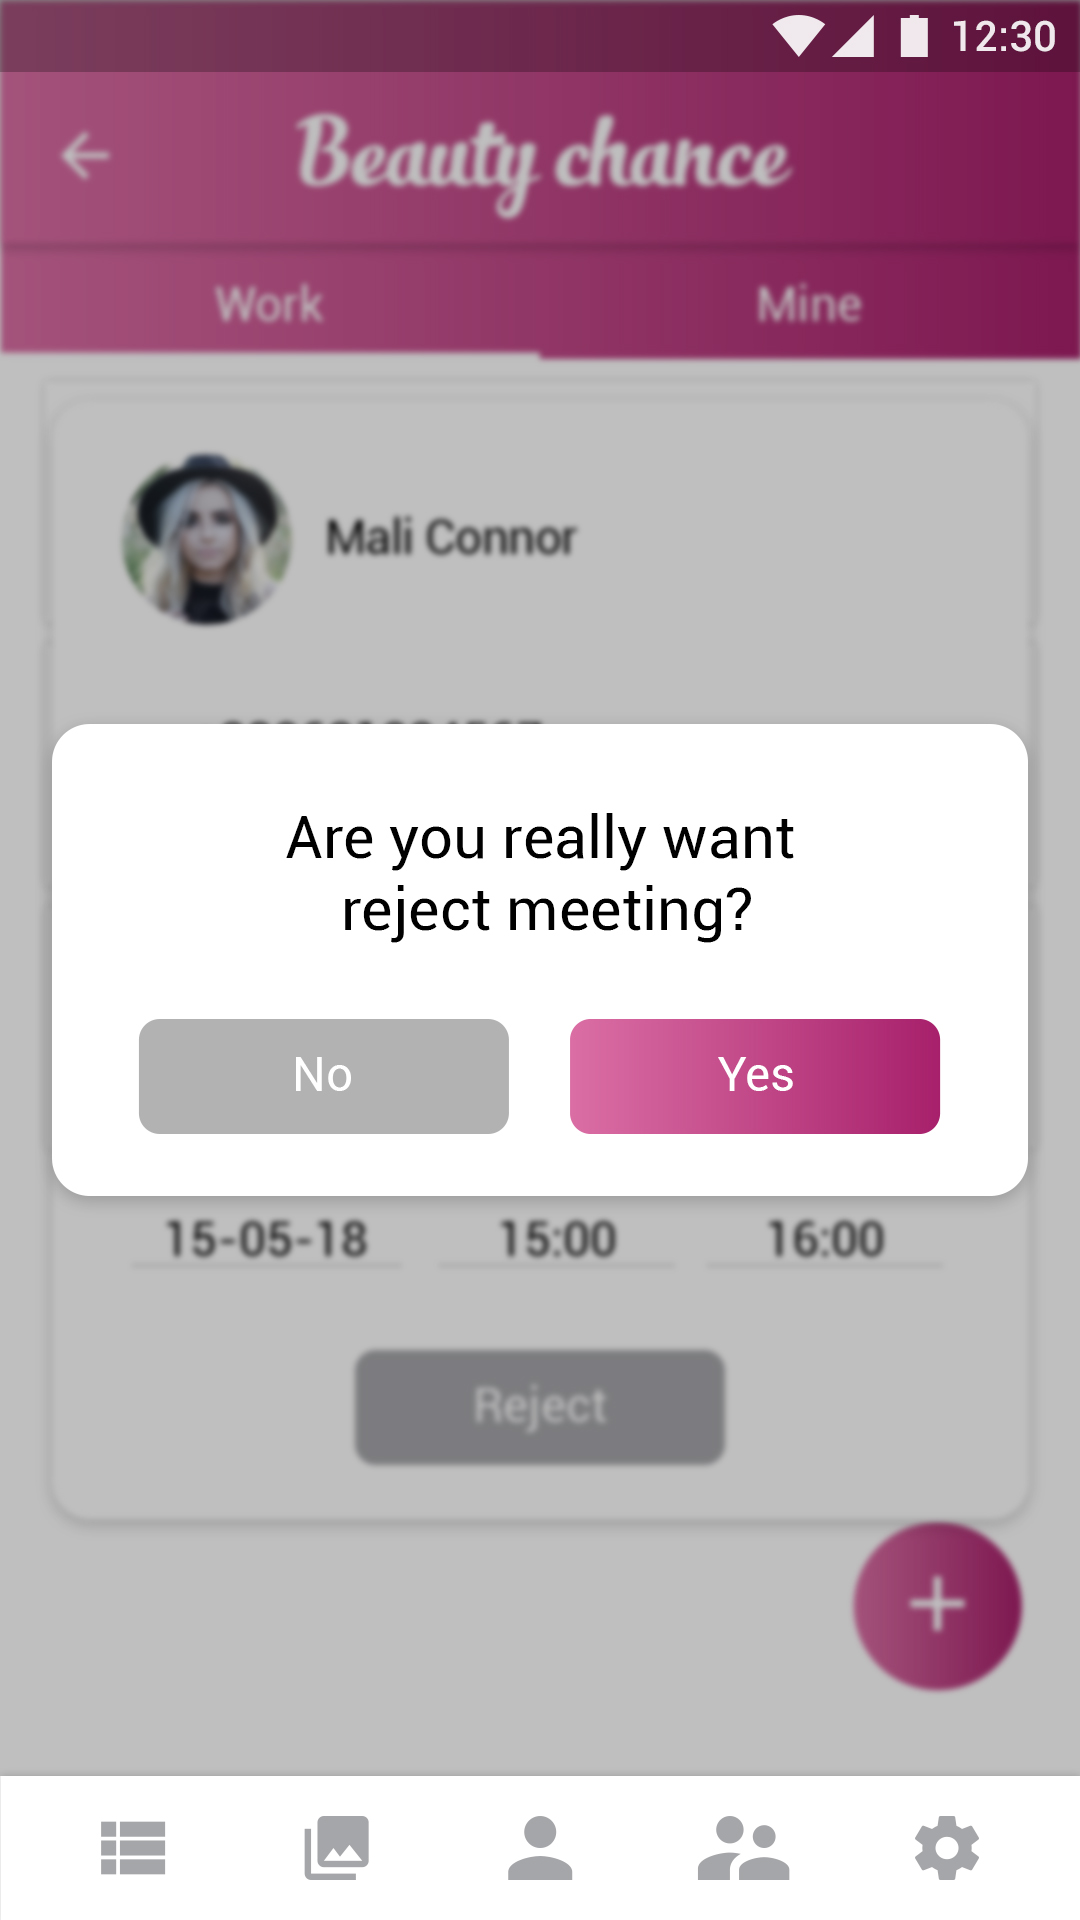 12:30
Beauty chance
Work Mine
Mali Connor
Are you really want
reject meeting?
No Yes
15-05-18 15:00 16:00
Reject